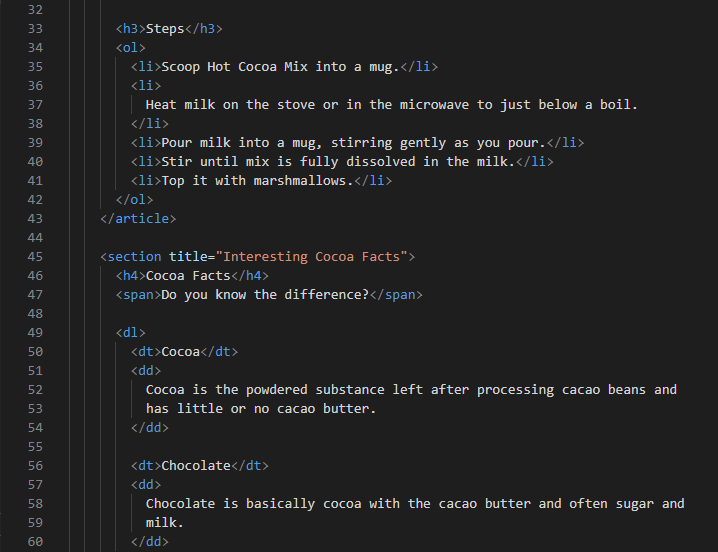 32
33 <h3>Steps</h3>
34 <ol>
35 <li>Scoop Hot Cocoa Mix into a mug.</li>
36 <li>
37 Heat milk on the stove or in the microwave to just below a boil.
38 </li>
39 <li>Pour milk into a mug, stirring gently as you pour.</li>
40 <li>Stir until mix is fully dissolved in the milk.</li>
41 <li>Top it with marshmallows.</li>
42 </ol>
43 </article>
44
45 <section title="Interesting Cocoa Facts">
46 <h4>Cocoa Facts</h4>
47 <span>Do you know the difference?</span>
48
49 <dl>
50 <dt>Cocoa</dt>
51 <dd>
52 Cocoa is the powdered substance left after processing cacao beans and
53 has little or no cacao butter.
54 </dd>
55
56 <dt>Chocolate</dt>
57 <dd>
58 Chocolate is basically cocoa with the cacao butter and often sugar and
59 milk.
60 </dd>